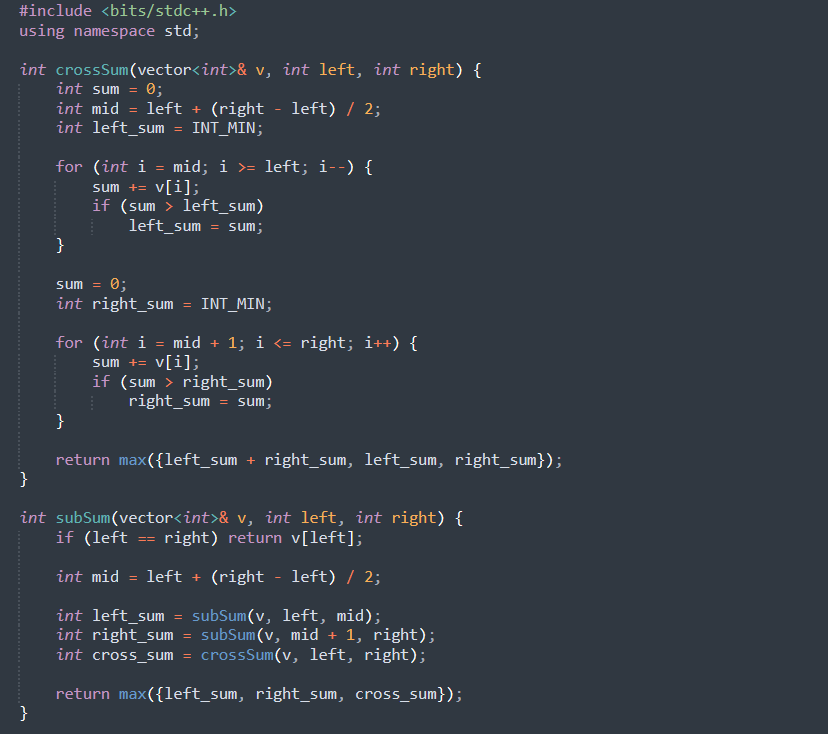 #include <bits/stdc++.h>
using namespace std;

int crossSum(vector<int>& v, int left, int right) {
    int sum = 0;
    int mid = left + (right - left) / 2;
    int left_sum = INT_MIN;

    for (int i = mid; i >= left; i--) {
        sum += v[i];
        if (sum > left_sum)
            left_sum = sum;
    }

    sum = 0;
    int right_sum = INT_MIN;

    for (int i = mid + 1; i <= right; i++) {
        sum += v[i];
        if (sum > right_sum)
            right_sum = sum;
    }

    return max({left_sum + right_sum, left_sum, right_sum});
}

int subSum(vector<int>& v, int left, int right) {
    if (left == right) return v[left];

    int mid = left + (right - left) / 2;

    int left_sum = subSum(v, left, mid);
    int right_sum = subSum(v, mid + 1, right);
    int cross_sum = crossSum(v, left, right);

    return max({left_sum, right_sum, cross_sum});
}